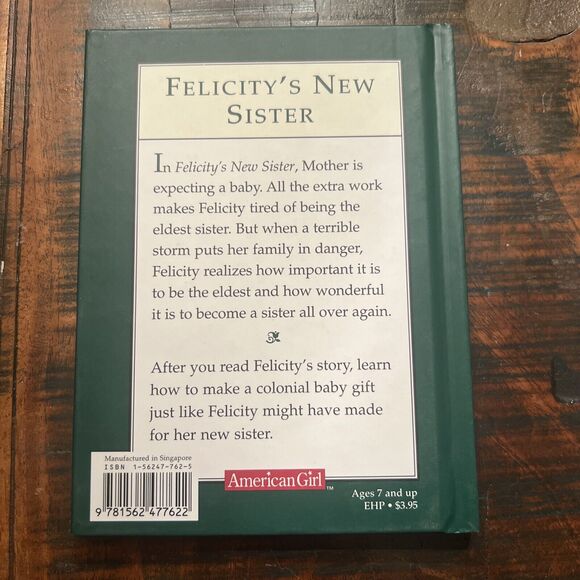 FELICITY'S NEW
SISTER
In Felicity's New Sister, Mother is
expecting a baby. All the extra work
makes Felicity tired of being the
eldest sister. But when a terrible
storm puts her family in danger,
Felicity realizes how important it is
to be the eldest and how wonderful
it is to become a sister all over again.
After you read Felicity's story, learn
how to make a colonial baby gift
just like Felicity might have made
for her new sister.
Manufactured in Singapore
ISBN 1-56247-762-5
9 781562 477622
American Girl™
Ages 7 and up
EHP • $3.95